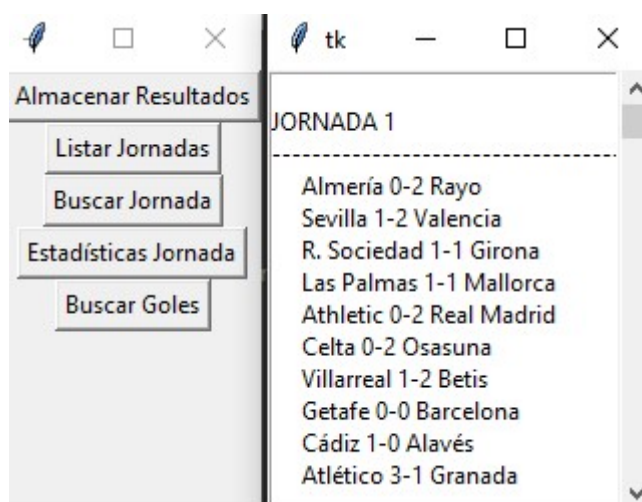 tk
Almacenar Resultados
Listar Jornadas
Buscar Jornada
Estadísticas Jornada
Buscar Goles
JORNADA 1
------------------------------------------------
Almería 0-2 Rayo
Sevilla 1-2 Valencia
R. Sociedad 1-1 Girona
Las Palmas 1-1 Mallorca
Athletic 0-2 Real Madrid
Celta 0-2 Osasuna
Villarreal 1-2 Betis
Getafe 0-0 Barcelona
Cádiz 1-0 Alavés
Atlético 3-1 Granada